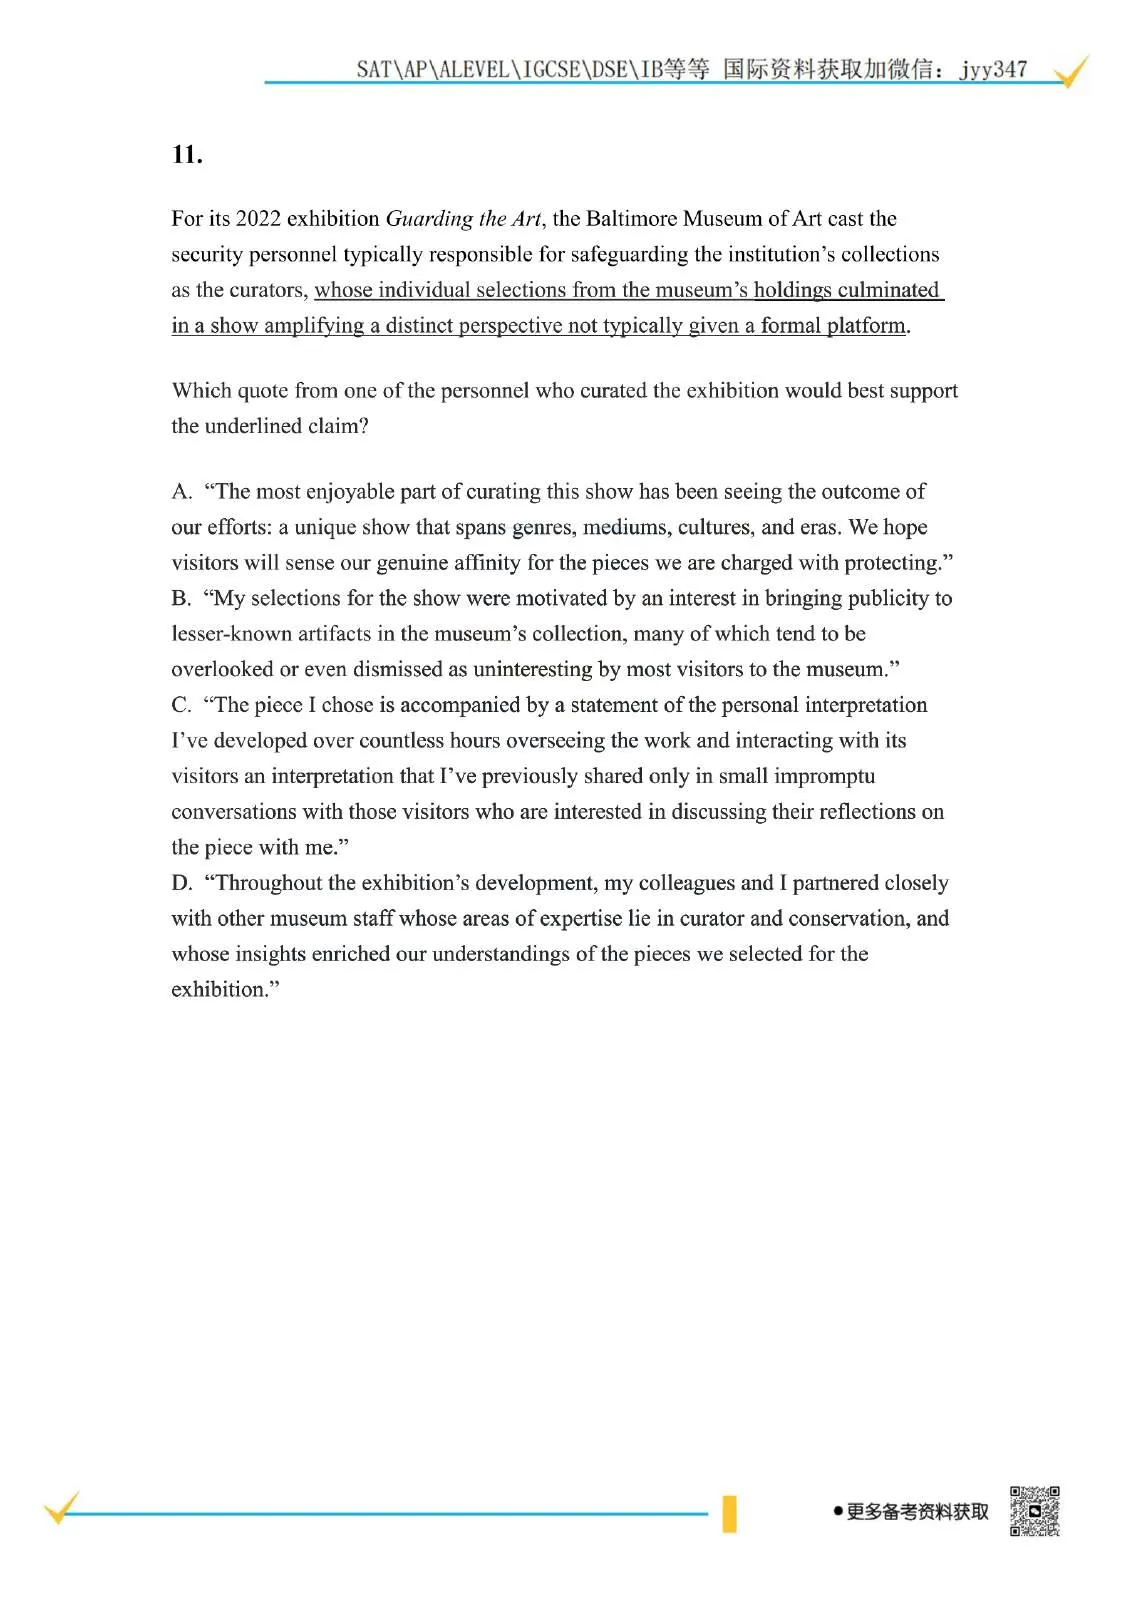 SAT\AP\ALEVEL\IGCSE\DSE\IB等等 国际资料获取加微信：jyy347
11.
For its 2022 exhibition Guarding the Art, the Baltimore Museum of Art cast the
security personnel typically responsible for safeguarding the institution’s collections
as the curators, whose individual selections from the museum’s holdings culminated
in a show amplifying a distinct perspective not typically given a formal platform.
Which quote from one of the personnel who curated the exhibition would best support
the underlined claim?
A. “The most enjoyable part of curating this show has been seeing the outcome of
our efforts: a unique show that spans genres, mediums, cultures, and eras. We hope
visitors will sense our genuine affinity for the pieces we are charged with protecting.”
B. “My selections for the show were motivated by an interest in bringing publicity to
lesser-known artifacts in the museum’s collection, many of which tend to be
overlooked or even dismissed as uninteresting by most visitors to the museum.”
C. “The piece I chose is accompanied by a statement of the personal interpretation
I’ve developed over countless hours overseeing the work and interacting with its
visitors an interpretation that I’ve previously shared only in small impromptu
conversations with those visitors who are interested in discussing their reflections on
the piece with me.”
D. “Throughout the exhibition’s development, my colleagues and I partnered closely
with other museum staff whose areas of expertise lie in curator and conservation, and
whose insights enriched our understandings of the pieces we selected for the
exhibition.”
●更多备考资料获取